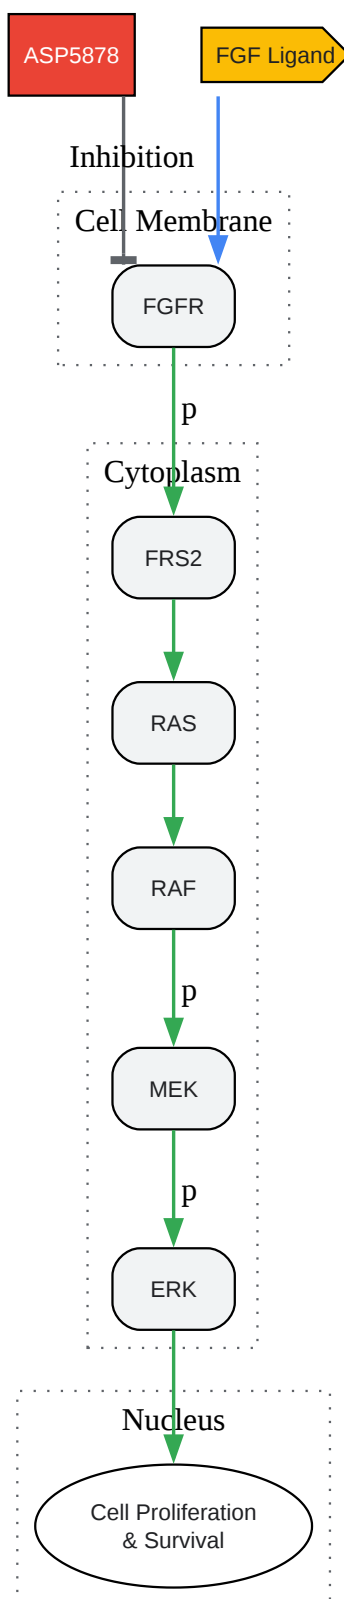 ASP5878
FGF Ligand
Inhibition
Cell Membrane
FGFR
p
Cytoplasm
FRS2
RAS
RAF
p
MEK
p
ERK
Nucleus
Cell Proliferation
& Survival